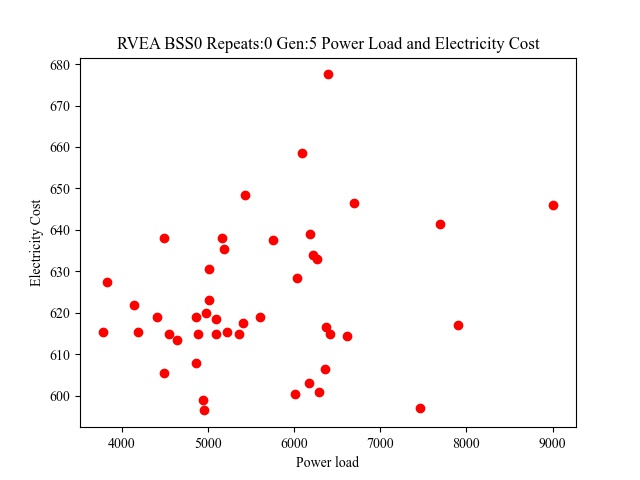 RVEA BSS0 Repeats:0 Gen:5 Power Load and Electricity Cost
680
670
660
650
640
630
620
610
600
Electricity Cost
4000 5000 6000 7000 8000 9000
Power load